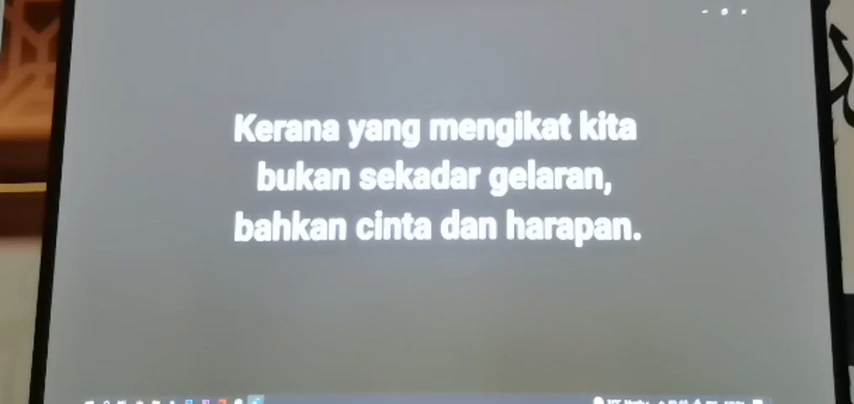 Kerana yang mengikat kita
bukan sekadar gelaran,
bahkan cinta dan harapan.